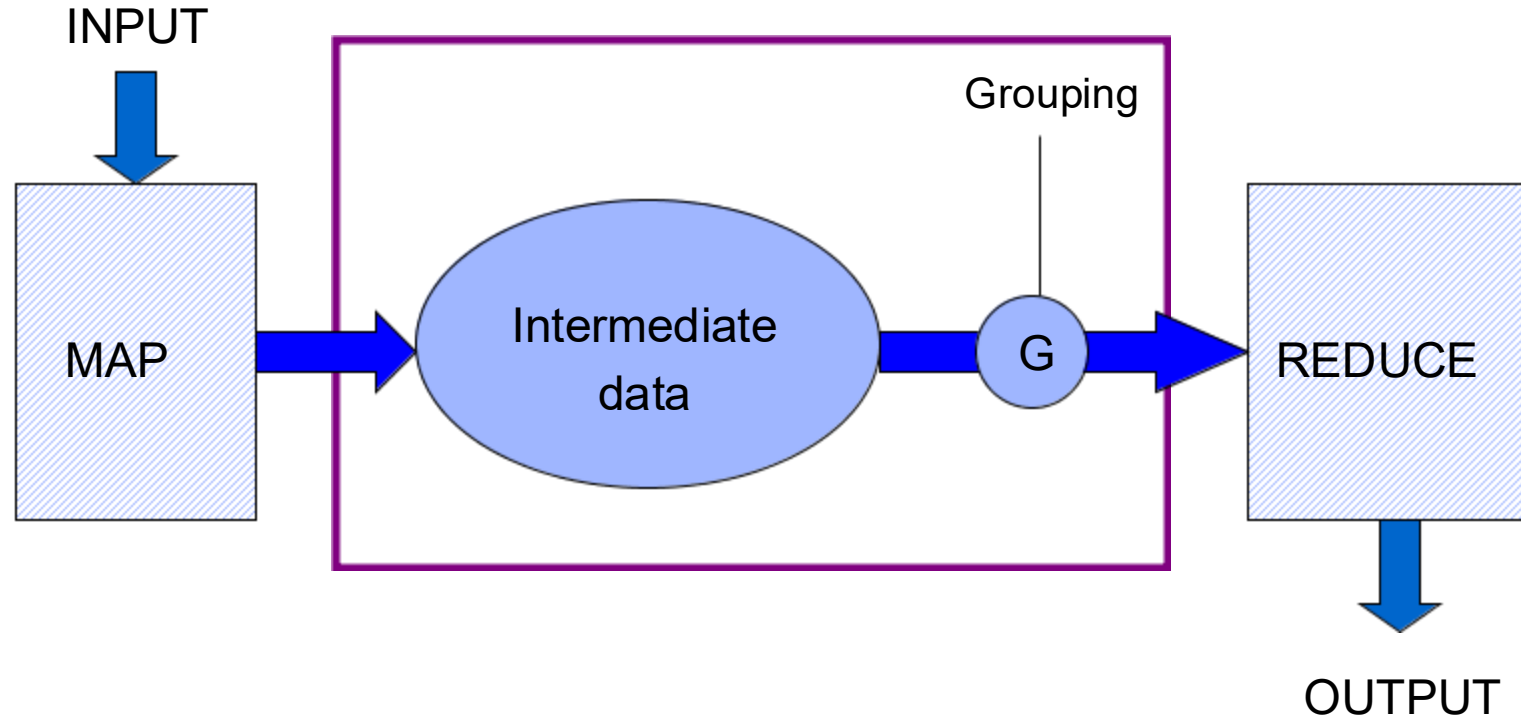 INPUT
Grouping
MAP
Intermediate
data
G
REDUCE
OUTPUT